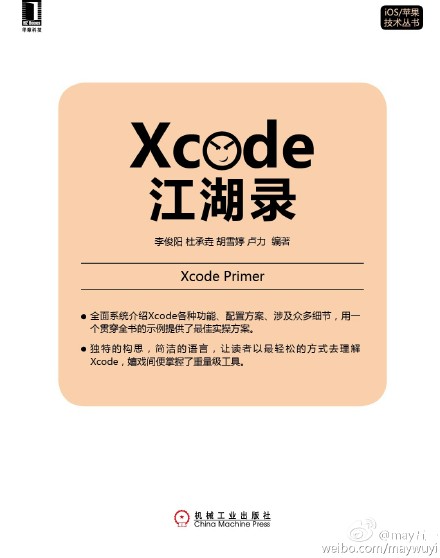 iOS/苹果
技术丛书
华章科技
Xcode
江湖录
李俊阳 杜承垚 胡雪婷 卢力 编著
Xcode Primer
● 全面系统介绍Xcode各种功能、配置方案、涉及众多细节，用一
个贯穿全书的示例提供了最佳实操方案。
● 独特的构思，简洁的语言，让读者以最轻松的方式去理解
Xcode，嬉戏间便掌握了重量级工具。
机械工业出版社
China Machine Press
weibo.com/maywuyi